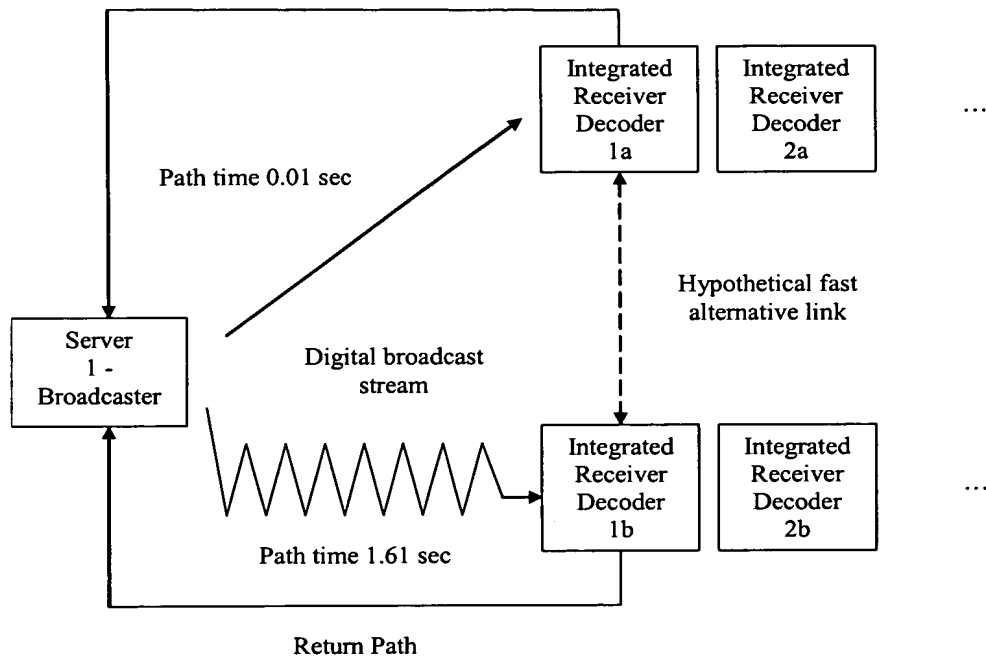 Integrated
Receiver
Decoder
1a
Integrated
Receiver
Decoder
2a
...
Path time 0.01 sec
Hypothetical fast
alternative link
Server
1 -
Broadcaster
Digital broadcast
stream
Integrated
Receiver
Decoder
1b
Integrated
Receiver
Decoder
2b
...
Path time 1.61 sec
Return Path